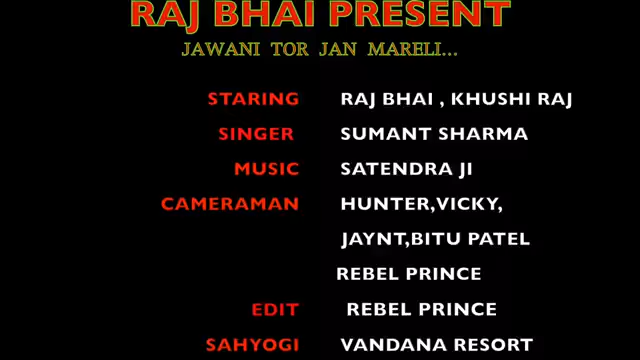 RAJ BHAI PRESENT
JAWANI TOR JAN MARELI...
STARING RAJ BHAI , KHUSHI RAJ
SINGER SUMANT SHARMA
MUSIC SATENDRA JI
CAMERAMAN HUNTER,VICKY,
JAYNT,BITU PATEL
REBEL PRINCE
EDIT REBEL PRINCE
SAHYOGI VANDANA RESORT